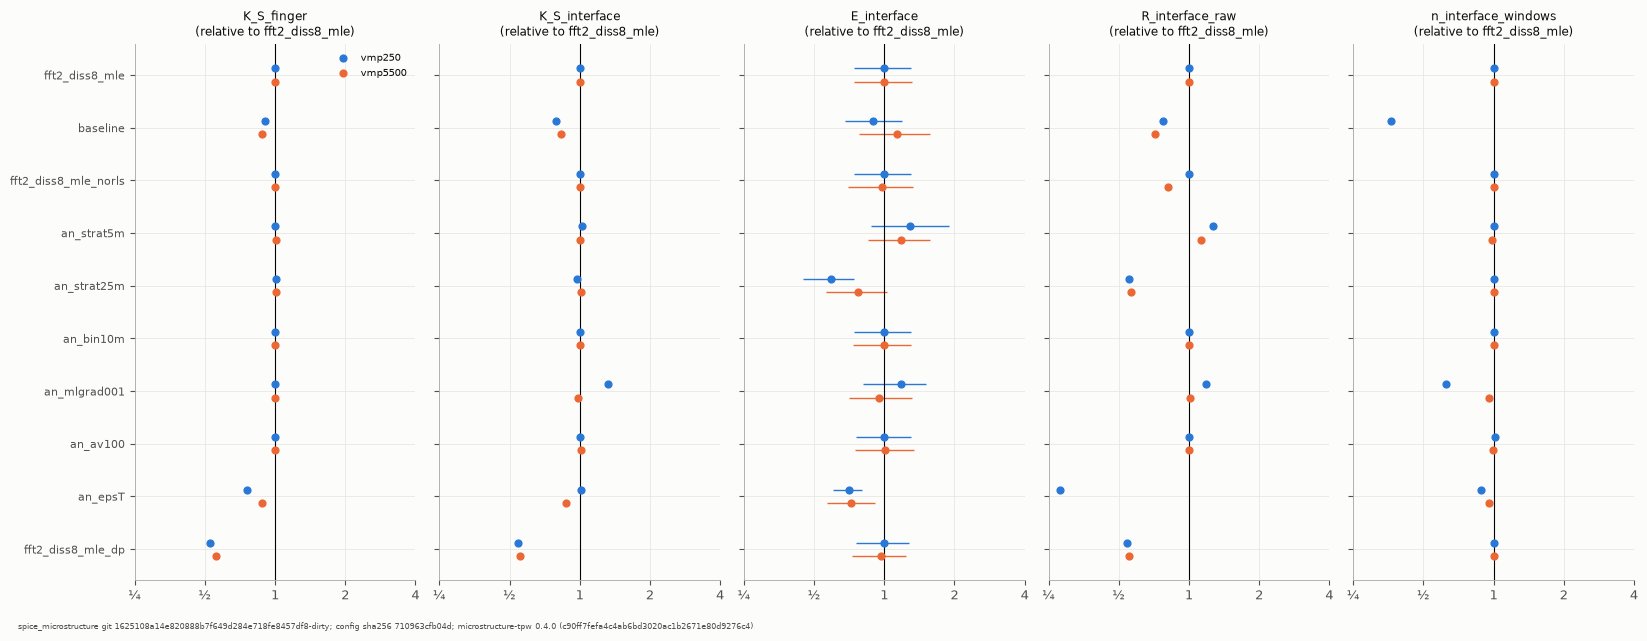 K_S_finger
(relative to fft2_diss8_mle)
K_S_interface
(relative to fft2_diss8_mle)
E_interface
(relative to fft2_diss8_mle)
R_interface_raw
(relative to fft2_diss8_mle)
n_interface_windows
(relative to fft2_diss8_mle)
vmp250
vmp5500
fft2_diss8_mle
baseline
fft2_diss8_mle_norls
an_strat5m
an_strat25m
an_bin10m
an_mlgrad001
an_av100
an_epsT
fft2_diss8_mle_dp
¼ ½ 1 2 4
¼ ½ 1 2 4
¼ ½ 1 2 4
¼ ½ 1 2 4
¼ ½ 1 2 4
spice_microstructure git 1625108a14e820888b7f649d284e718fe8457df8-dirty; config sha256 710963cfb04d; microstructure-tpw 0.4.0 (c90ff7fefa4c4ab6bd3020ac1b2671e80d9276c4)